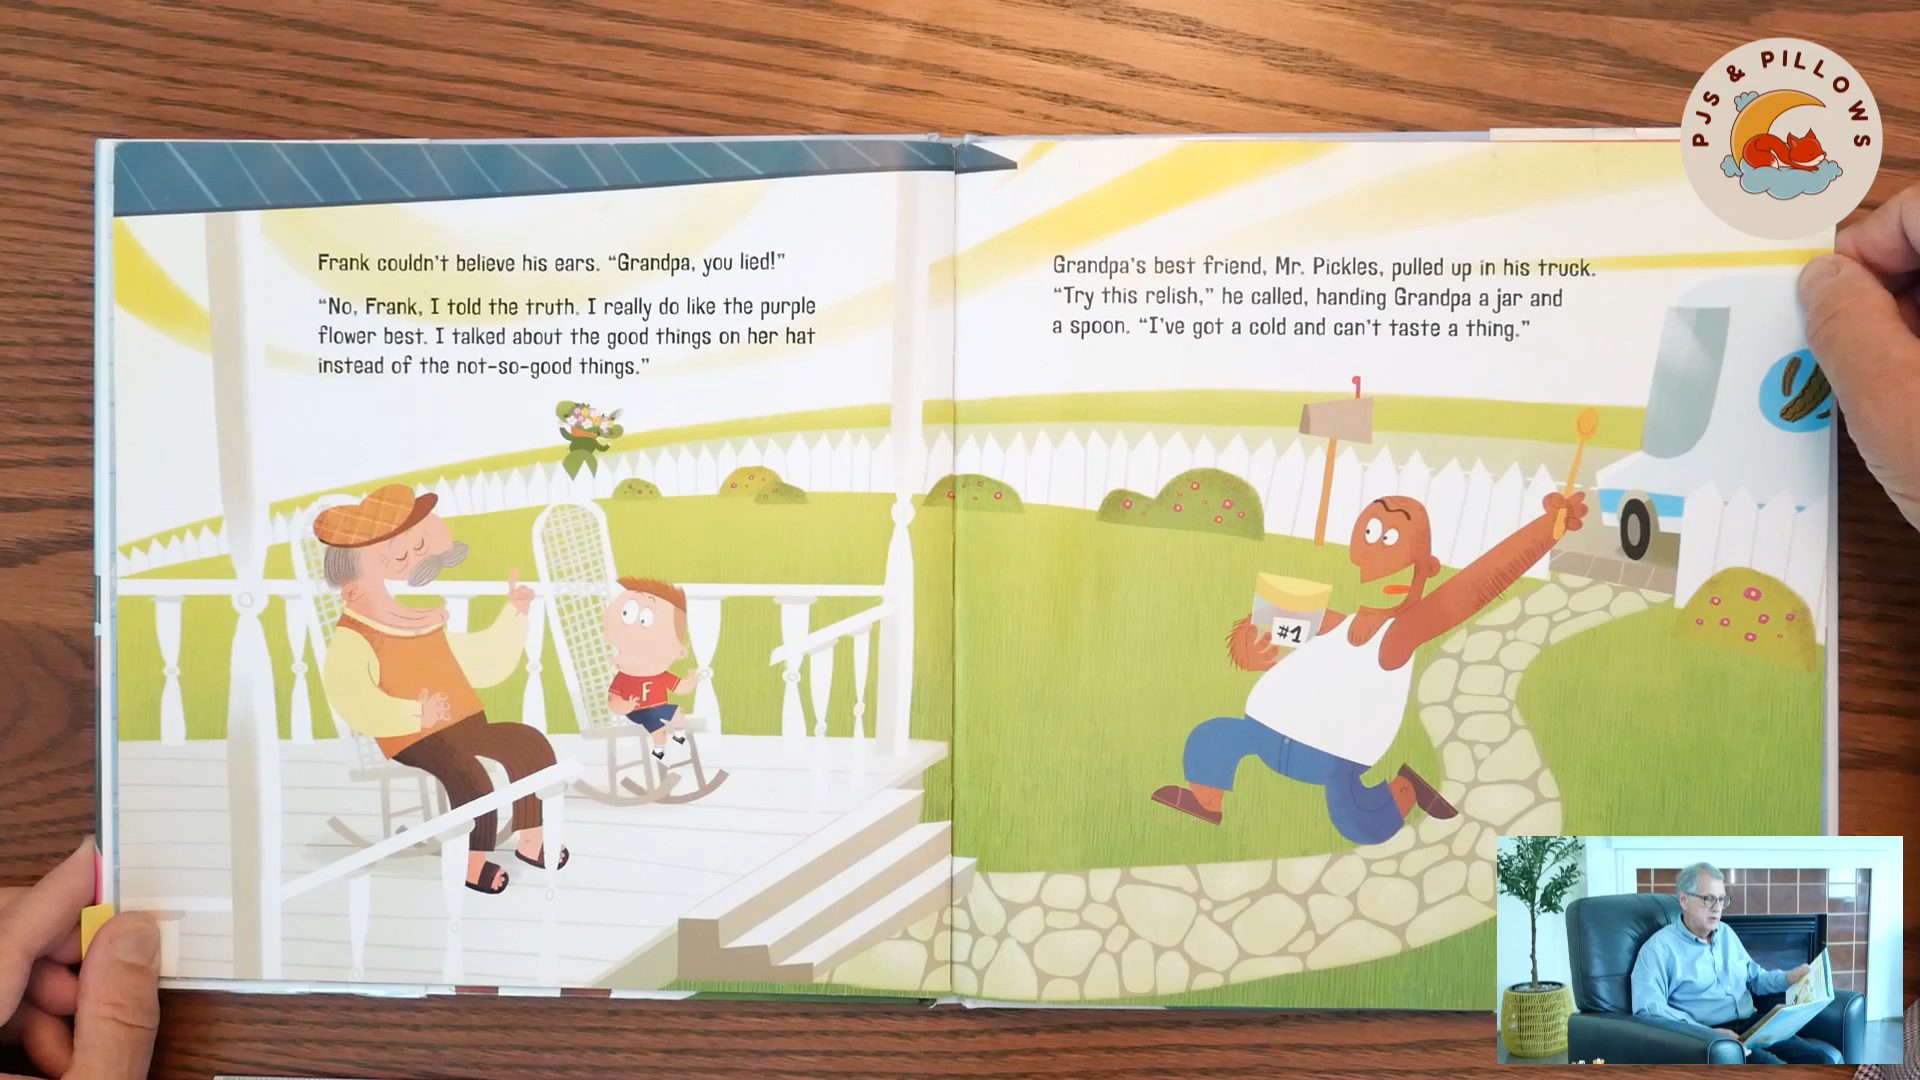 PJS & PILLOWS
Frank couldn't believe his ears. “Grandpa, you lied!”
“No, Frank, I told the truth. I really do like the purple
flower best. I talked about the good things on her hat
instead of the not-so-good things.”
Grandpa's best friend, Mr. Pickles, pulled up in his truck.
“Try this relish,” he called, handing Grandpa a jar and
a spoon. “I've got a cold and can't taste a thing.”
F
#1